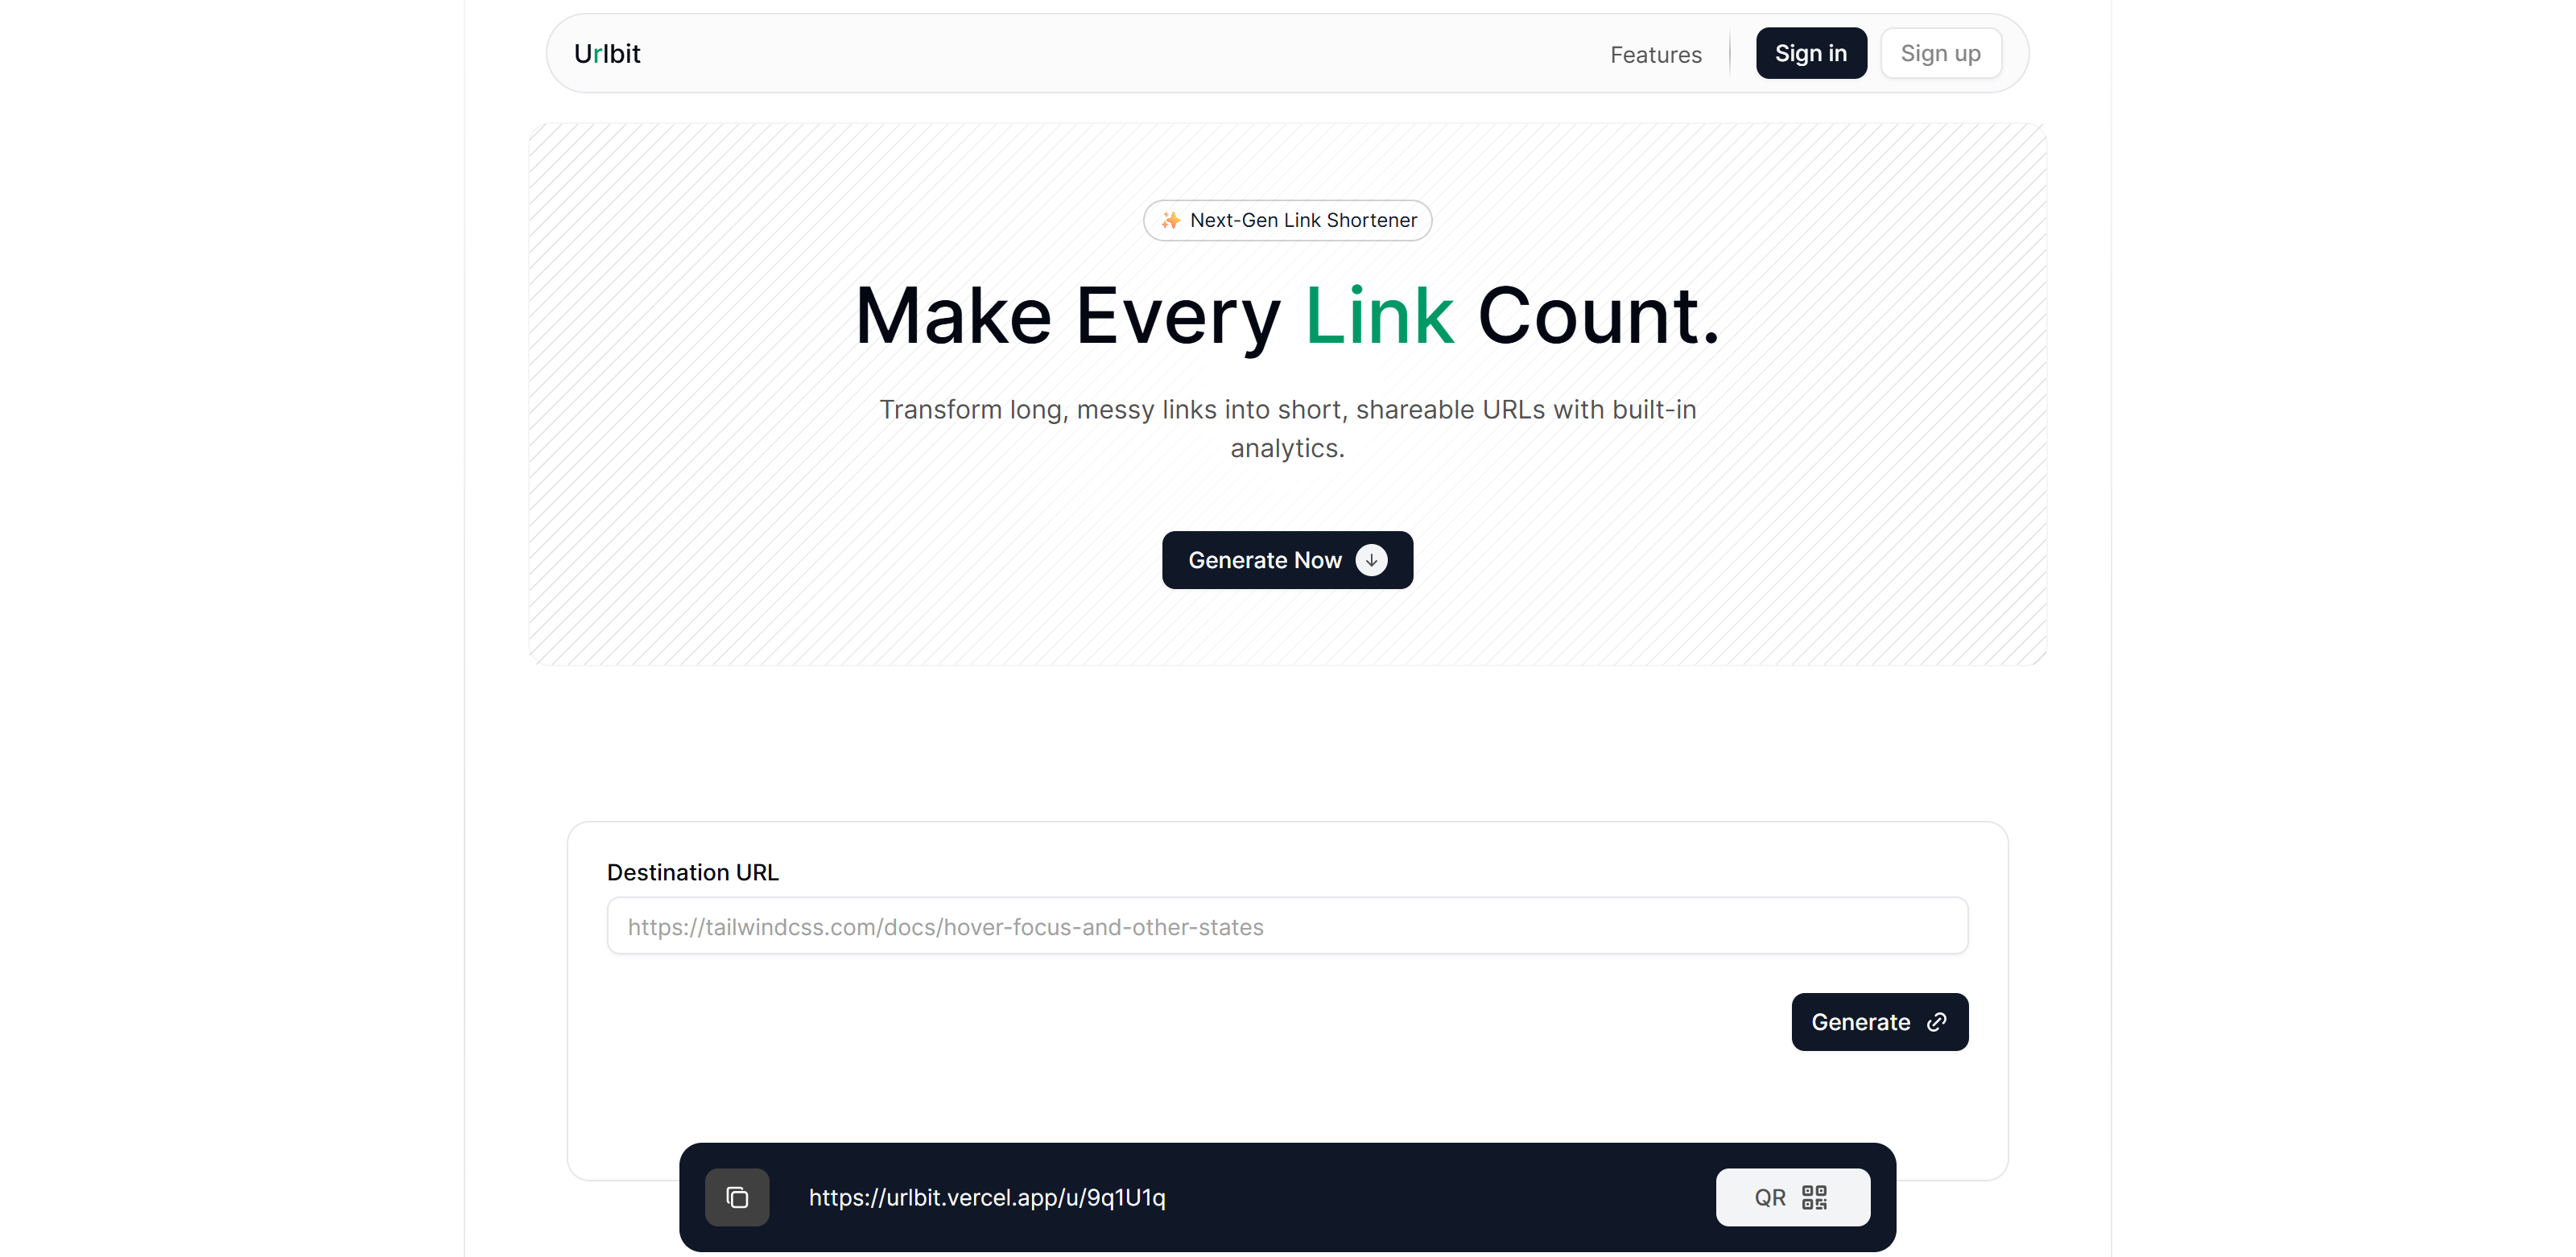 Urlbit
Features
Sign in
Sign up
✨ Next-Gen Link Shortener
Make Every Link Count.
Transform long, messy links into short, shareable URLs with built-in
analytics.
Generate Now
Destination URL
https://tailwindcss.com/docs/hover-focus-and-other-states
Generate
https://urlbit.vercel.app/u/9q1U1q
QR